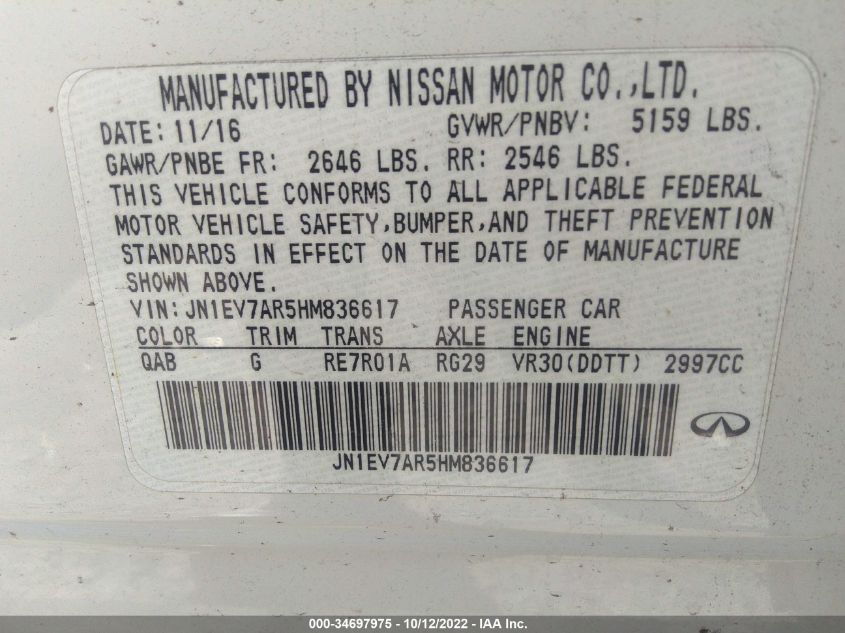 MANUFACTURED BY NISSAN MOTOR CO.,LTD.
DATE: 11/16 GVWR/PNBV: 5159 LBS.
GAWR/PNBE FR: 2646 LBS. RR: 2546 LBS.
THIS VEHICLE CONFORMS TO ALL APPLICABLE FEDERAL
MOTOR VEHICLE SAFETY,BUMPER,AND THEFT PREVENTION
STANDARDS IN EFFECT ON THE DATE OF MANUFACTURE
SHOWN ABOVE.
VIN:JN1EV7AR5HM836617 PASSENGER CAR
COLOR TRIM TRANS AXLE ENGINE
QAB G RE7R01A RG29 VR30(DDTT) 2997CC
JN1EV7AR5HM836617
000-34697975 - 10/12/2022 - IAA Inc.